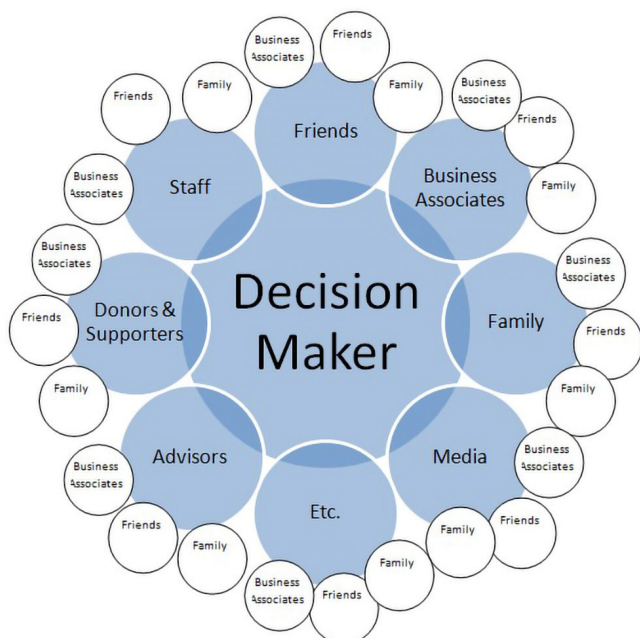 Decision
Maker
Friends
Business
Associates
Friends
Family
Business
Associates
Business
Associates
Friends
Family
Family
Business
Associates
Friends
Family
Media
Business
Associates
Friends
Family
Etc.
Family
Friends
Business
Associates
Advisors
Family
Friends
Business
Associates
Donors &
Supporters
Family
Friends
Business
Associates
Staff
Business
Associates
Friends
Family